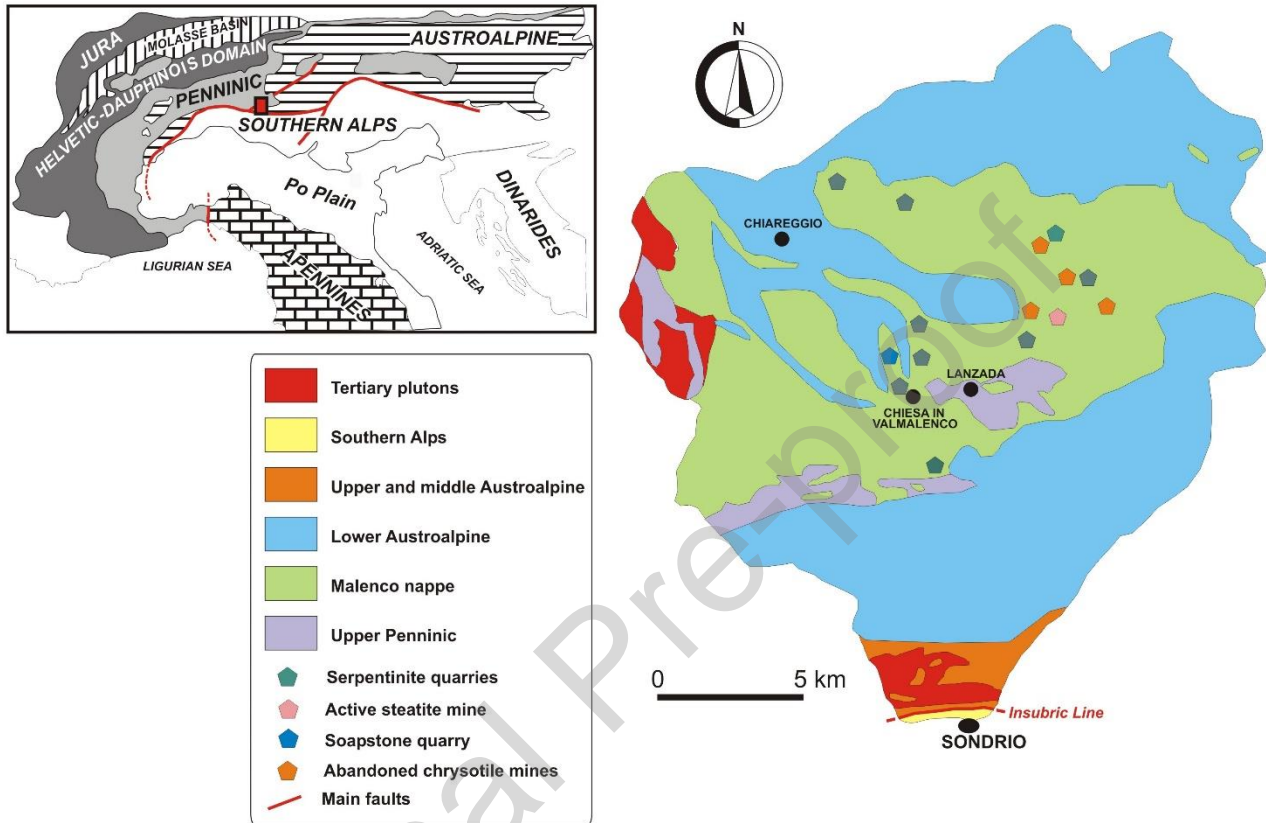 JURA
MOLASSE BASIN
HELVETIC-DAUPHINOIS DOMAIN
AUSTROALPINE
PENNINIC
SOUTHERN ALPS
Po Plain
DINARIDES
ADRIATIC SEA
LIGURIAN SEA
APENNINES
N
CHIAREGGIO
LANZADA
CHIESA IN
VALMALENCO
0 5 km
Insubric Line
SONDRIO
Tertiary plutons
Southern Alps
Upper and middle Austroalpine
Lower Austroalpine
Malenco nappe
Upper Penninic
Serpentinite quarries
Active steatite mine
Soapstone quarry
Abandoned chrysotile mines
Main faults
al Pre-proof